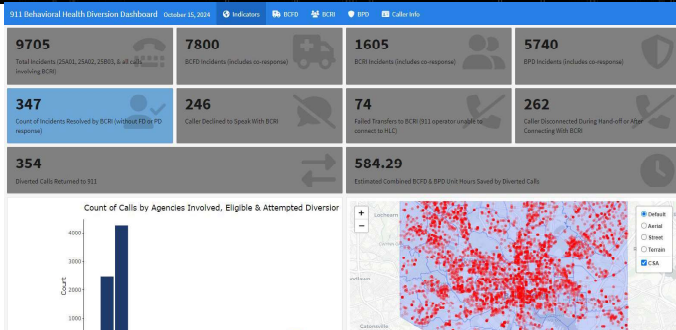 911 Behavioral Health Diversion Dashboard October 15, 2024 Indicators BCFD BCRI BPD Caller Info
9705
Total Incidents (25A01, 25A02, 25B03, & all calls
involving BCRI)
7800
BCFD Incidents (includes co-response)
1605
BCRI Incidents (includes co-response)
5740
BPD Incidents (includes co-response)
347
Count of Incidents Resolved by BCRI (without FD or PD
response)
246
Caller Declined to Speak With BCRI
74
Failed Transfers to BCRI (911 operator unable to
connect to HLC)
262
Caller Disconnected During Hand-off or After
Connecting With BCRI
354
Diverted Calls Returned to 911
584.29
Estimated Combined BCFD & BPD Unit Hours Saved by Diverted Calls
Count of Calls by Agencies Involved, Eligible & Attempted Diversior
Count
4000
3000
2000
1000
+
−
Lochearn
Catonsville
Default
Aerial
Street
Terrain
CSA